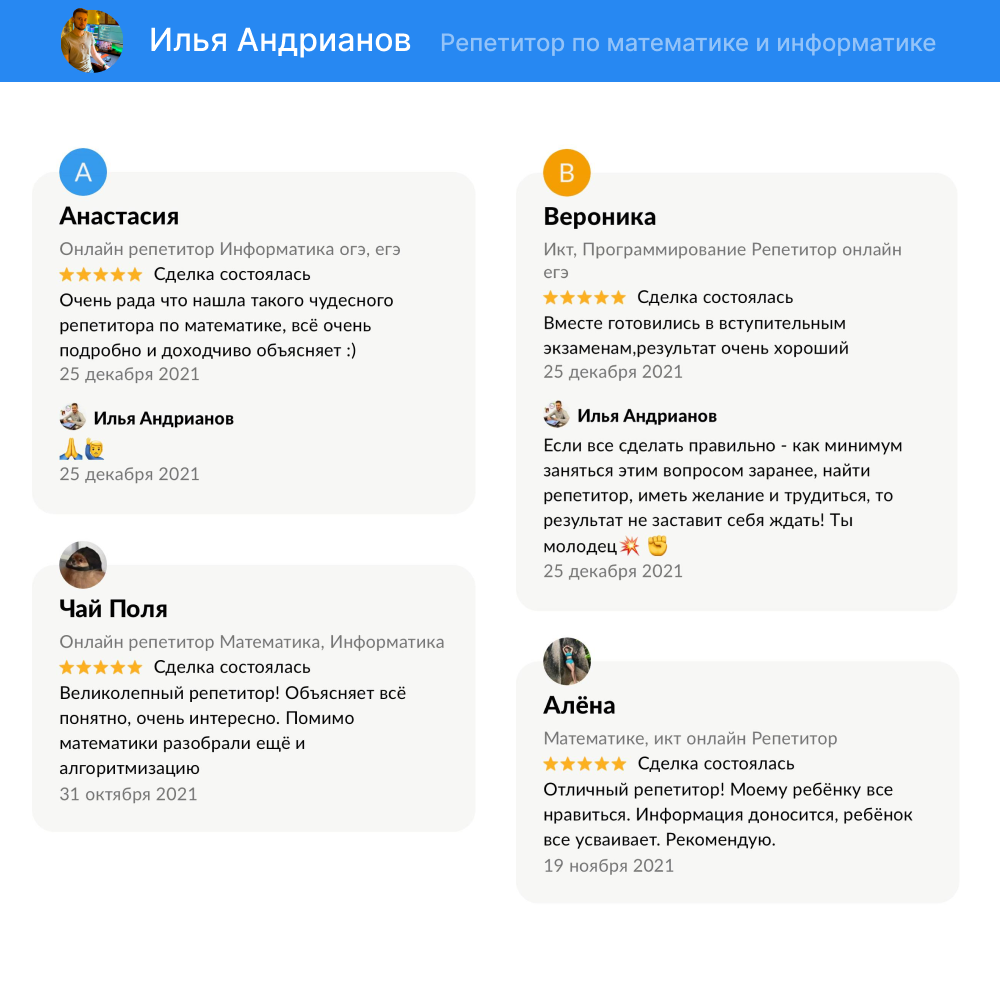 Илья Андрианов Репетитор по математике и информатике
А
Анастасия
Онлайн репетитор Информатика огэ, егэ
Сделка состоялась
Очень рада что нашла такого чудесного
репетитора по математике, всё очень
подробно и доходчиво объясняет :)
25 декабря 2021
Илья Андрианов
🙏🙋‍♂️
25 декабря 2021
Чай Поля
Онлайн репетитор Математика, Информатика
Сделка состоялась
Великолепный репетитор! Объясняет всё
понятно, очень интересно. Помимо
математики разобрали ещё и
алгоритмизацию
31 октября 2021
В
Вероника
Икт, Программирование Репетитор онлайн
егэ
Сделка состоялась
Вместе готовились в вступительным
экзаменам,результат очень хороший
25 декабря 2021
Илья Андрианов
Если все сделать правильно - как минимум
заняться этим вопросом заранее, найти
репетитор, иметь желание и трудиться, то
результат не заставит себя ждать! Ты
молодец💥 ✊
25 декабря 2021
Алёна
Математике, икт онлайн Репетитор
Сделка состоялась
Отличный репетитор! Моему ребёнку все
нравиться. Информация доносится, ребёнок
все усваивает. Рекомендую.
19 ноября 2021